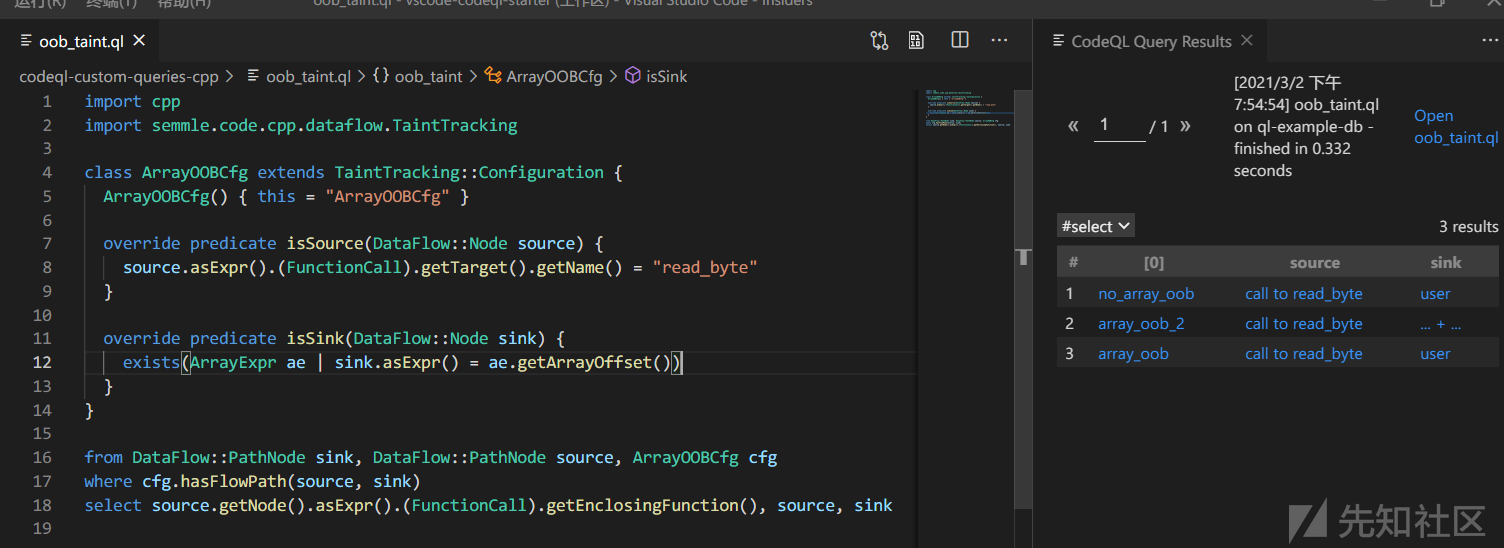 运行(R) 终端(T) 帮助(H) oob_taint.ql - vscode-codeql-starter (工作区) - Visual Studio Code - Insiders
oob_taint.ql
codeql-custom-queries-cpp > oob_taint.ql > {} oob_taint > ArrayOOBCfg > isSink
1 import cpp
2 import semmle.code.cpp.dataflow.TaintTracking
3
4 class ArrayOOBCfg extends TaintTracking::Configuration {
5 ArrayOOBCfg() { this = "ArrayOOBCfg" }
6
7 override predicate isSource(DataFlow::Node source) {
8 source.asExpr().(FunctionCall).getTarget().getName() = "read_byte"
9 }
10
11 override predicate isSink(DataFlow::Node sink) {
12 exists(ArrayExpr ae | sink.asExpr() = ae.getArrayOffset())
13 }
14 }
15
16 from DataFlow::PathNode sink, DataFlow::PathNode source, ArrayOOBCfg cfg
17 where cfg.hasFlowPath(source, sink)
18 select source.getNode().asExpr().(FunctionCall).getEnclosingFunction(), source, sink
19
CodeQL Query Results
« 1 / 1 »
[2021/3/2 下午
7:54:54] oob_taint.ql
on ql-example-db -
finished in 0.332
seconds
Open
oob_taint.ql
#select 3 results
# [0] source sink
1 no_array_oob call to read_byte user
2 array_oob_2 call to read_byte ... + ...
3 array_oob call to read_byte user
先知社区